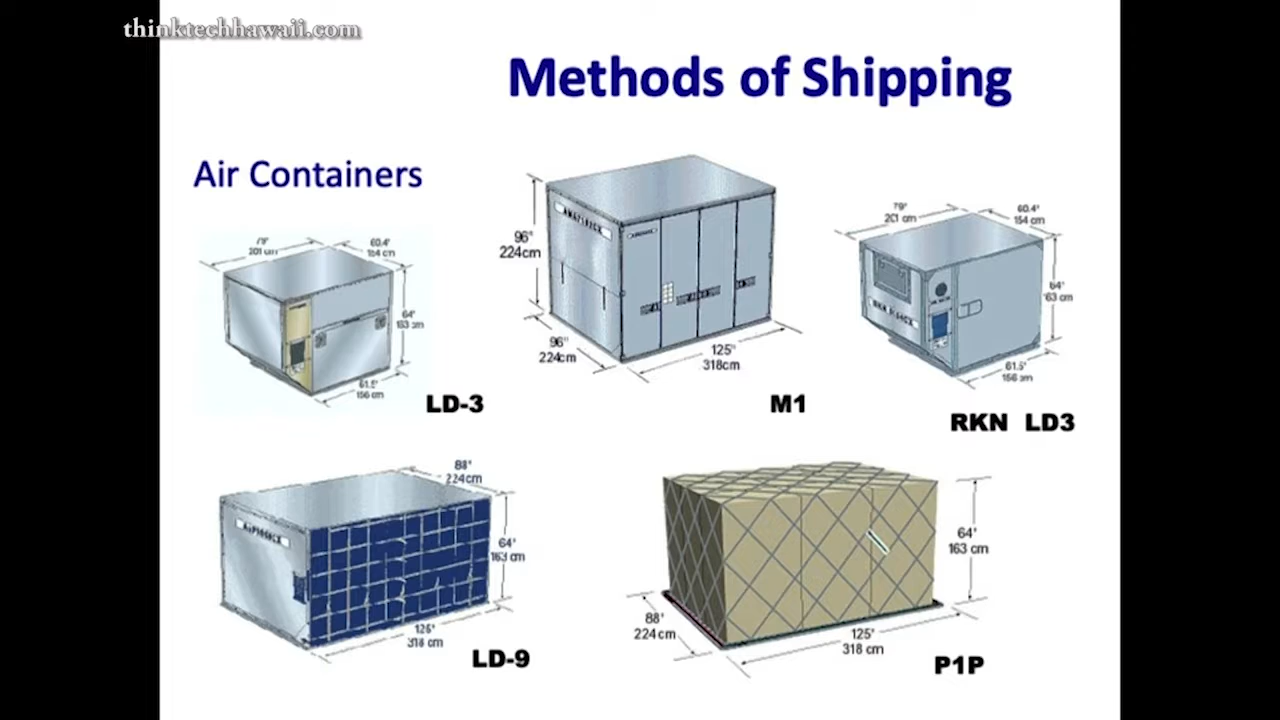 thinktechhawaii.com
Methods of Shipping
Air Containers
79"
201 cm
60.4"
154 cm
64"
163 cm
61.5"
156 cm
LD-3
96"
224cm
96"
224cm
125"
318cm
M1
79"
201 cm
60.4"
154 cm
64"
163 cm
61.5"
156 cm
RKN LD3
88"
224cm
64"
163 cm
125"
318 cm
LD-9
64"
163 cm
88"
224cm
125"
318 cm
P1P